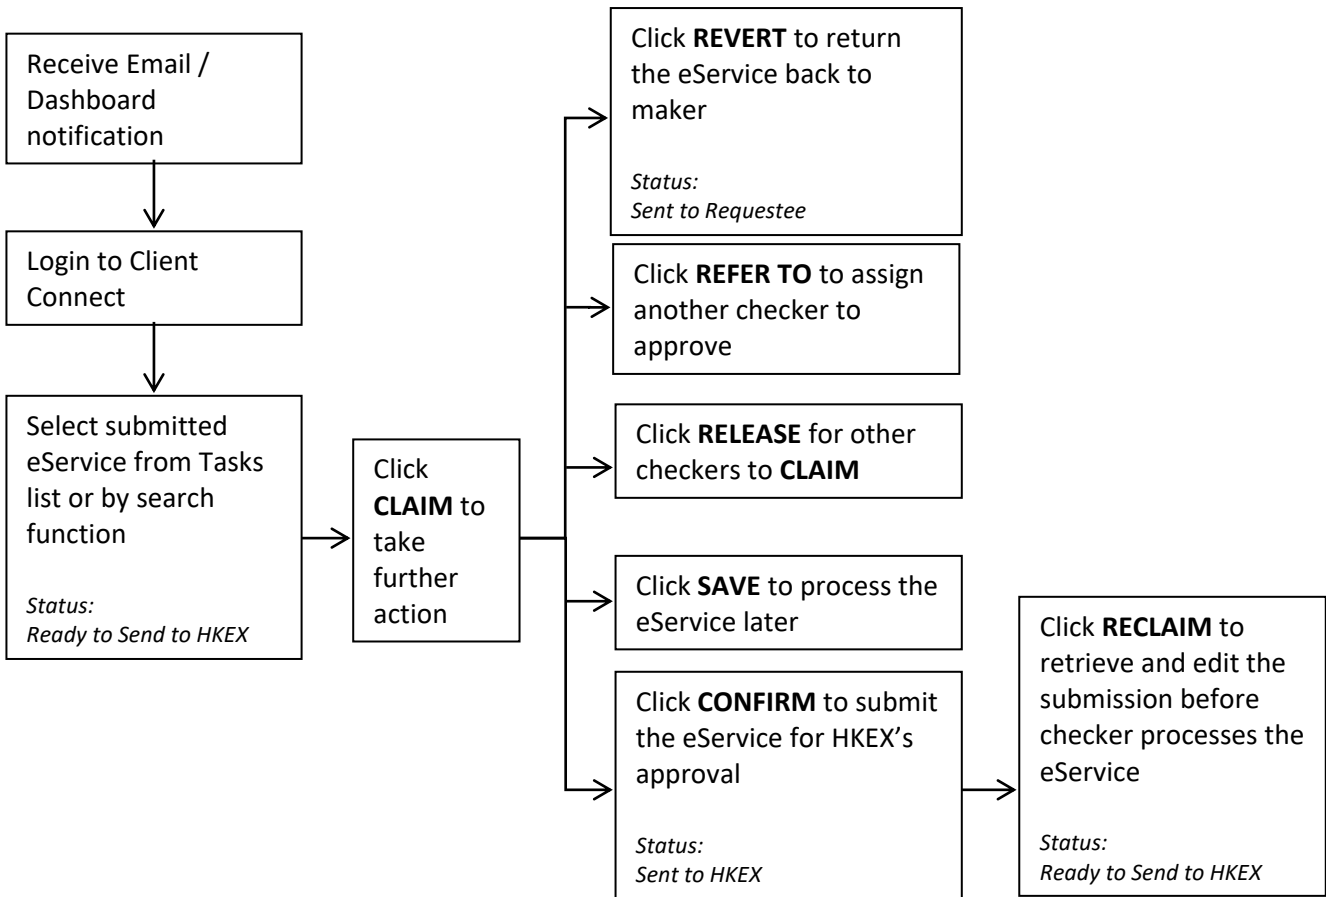 Receive Email /
Dashboard
notification
Login to Client
Connect
Select submitted
eService from Tasks
list or by search
function
Status:
Ready to Send to HKEX
Click
CLAIM to
take
further
action
Click REVERT to return
the eService back to
maker
Status:
Sent to Requestee
Click REFER TO to assign
another checker to
approve
Click RELEASE for other
checkers to CLAIM
Click SAVE to process the
eService later
Click CONFIRM to submit
the eService for HKEX’s
approval
Status:
Sent to HKEX
Click RECLAIM to
retrieve and edit the
submission before
checker processes the
eService
Status:
Ready to Send to HKEX